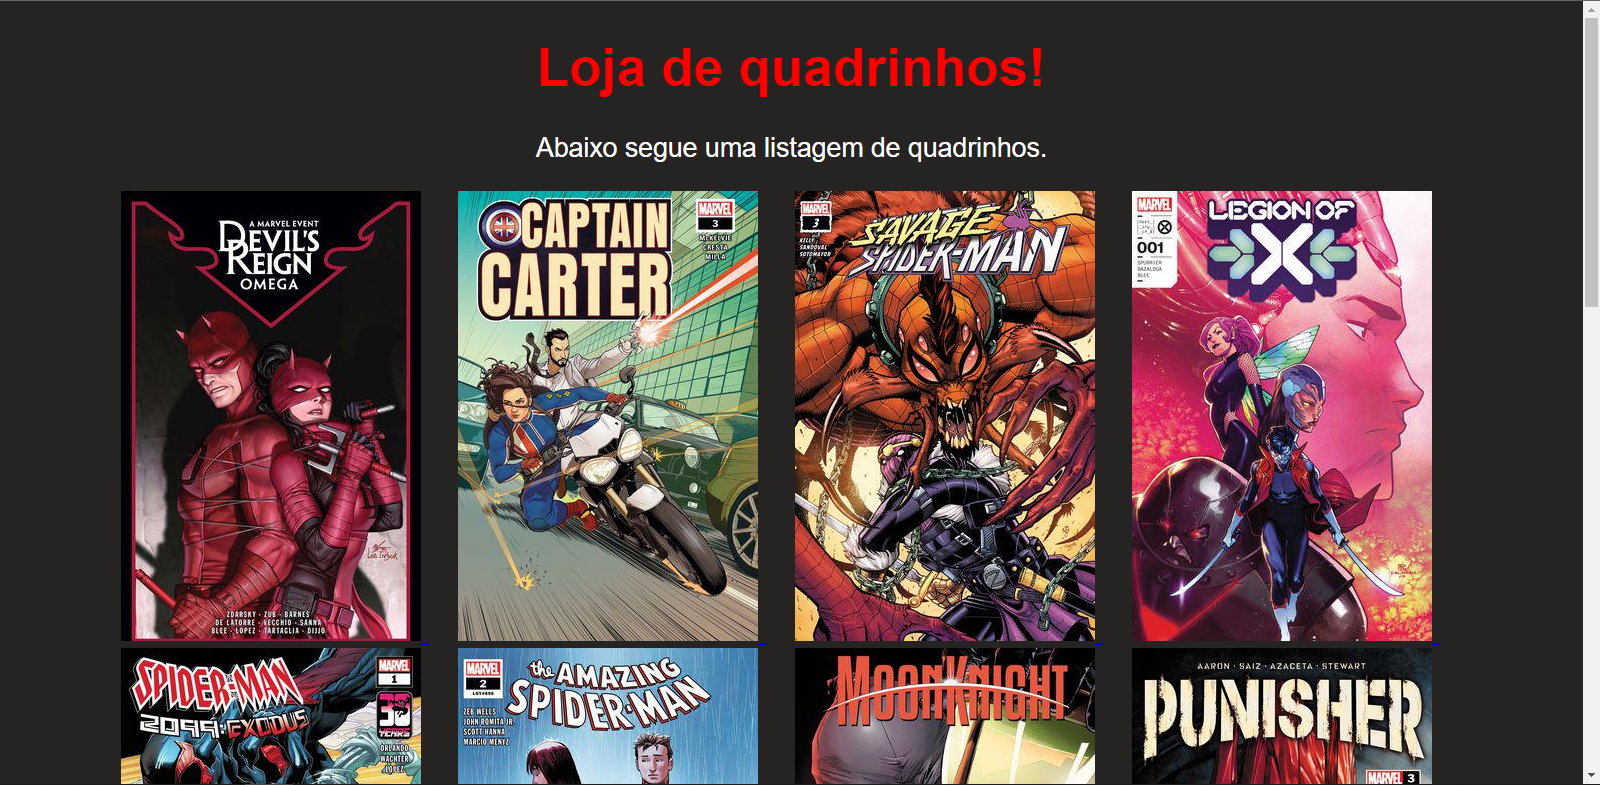 Loja de quadrinhos!
Abaixo segue uma listagem de quadrinhos.
A MARVEL EVENT
DEVIL'S
REIGN
OMEGA
ZDARSKY · ZUB · BARNES
DE LATORRE · VECCHIO · SANNA
BLEE · LOPEZ · TARTAGLIA · DIJJO
CAPTAIN
CARTER
MARVEL
3
McKELVIE
CRESTA
MILLA
MARVEL
3
KELLY
SANDOVAL
SOTOMAYOR
SAVAGE
SPIDER-MAN
MARVEL
001
SPURRIER
BAZALDUA
BLEE
LEGION OF
X
SPIDER-MAN
2099: EXODUS
MARVEL
1
30
YEARS
ORLANDO
WACHTER
LOPEZ
MARVEL
2
LGY#896
ZEB WELLS
JOHN ROMITA JR.
SCOTT HANNA
MARCIO MENYZ
the AMAZING
SPIDER-MAN
MOON KNIGHT
AARON · SAIZ · AZACETA · STEWART
PUNISHER
MARVEL 3